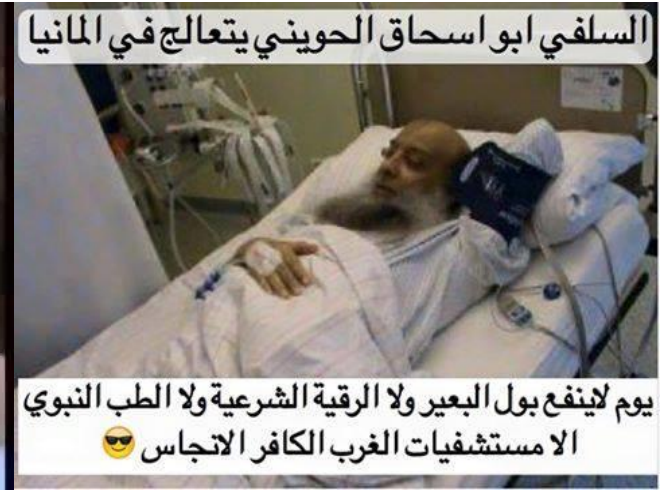 السلفي ابو اسحاق الحويني يتعالج في المانيا
يوم لاينفع بول البعير ولا الرقية الشرعية ولا الطب النبوي
الا مستشفيات الغرب الكافر الانجاس 😎